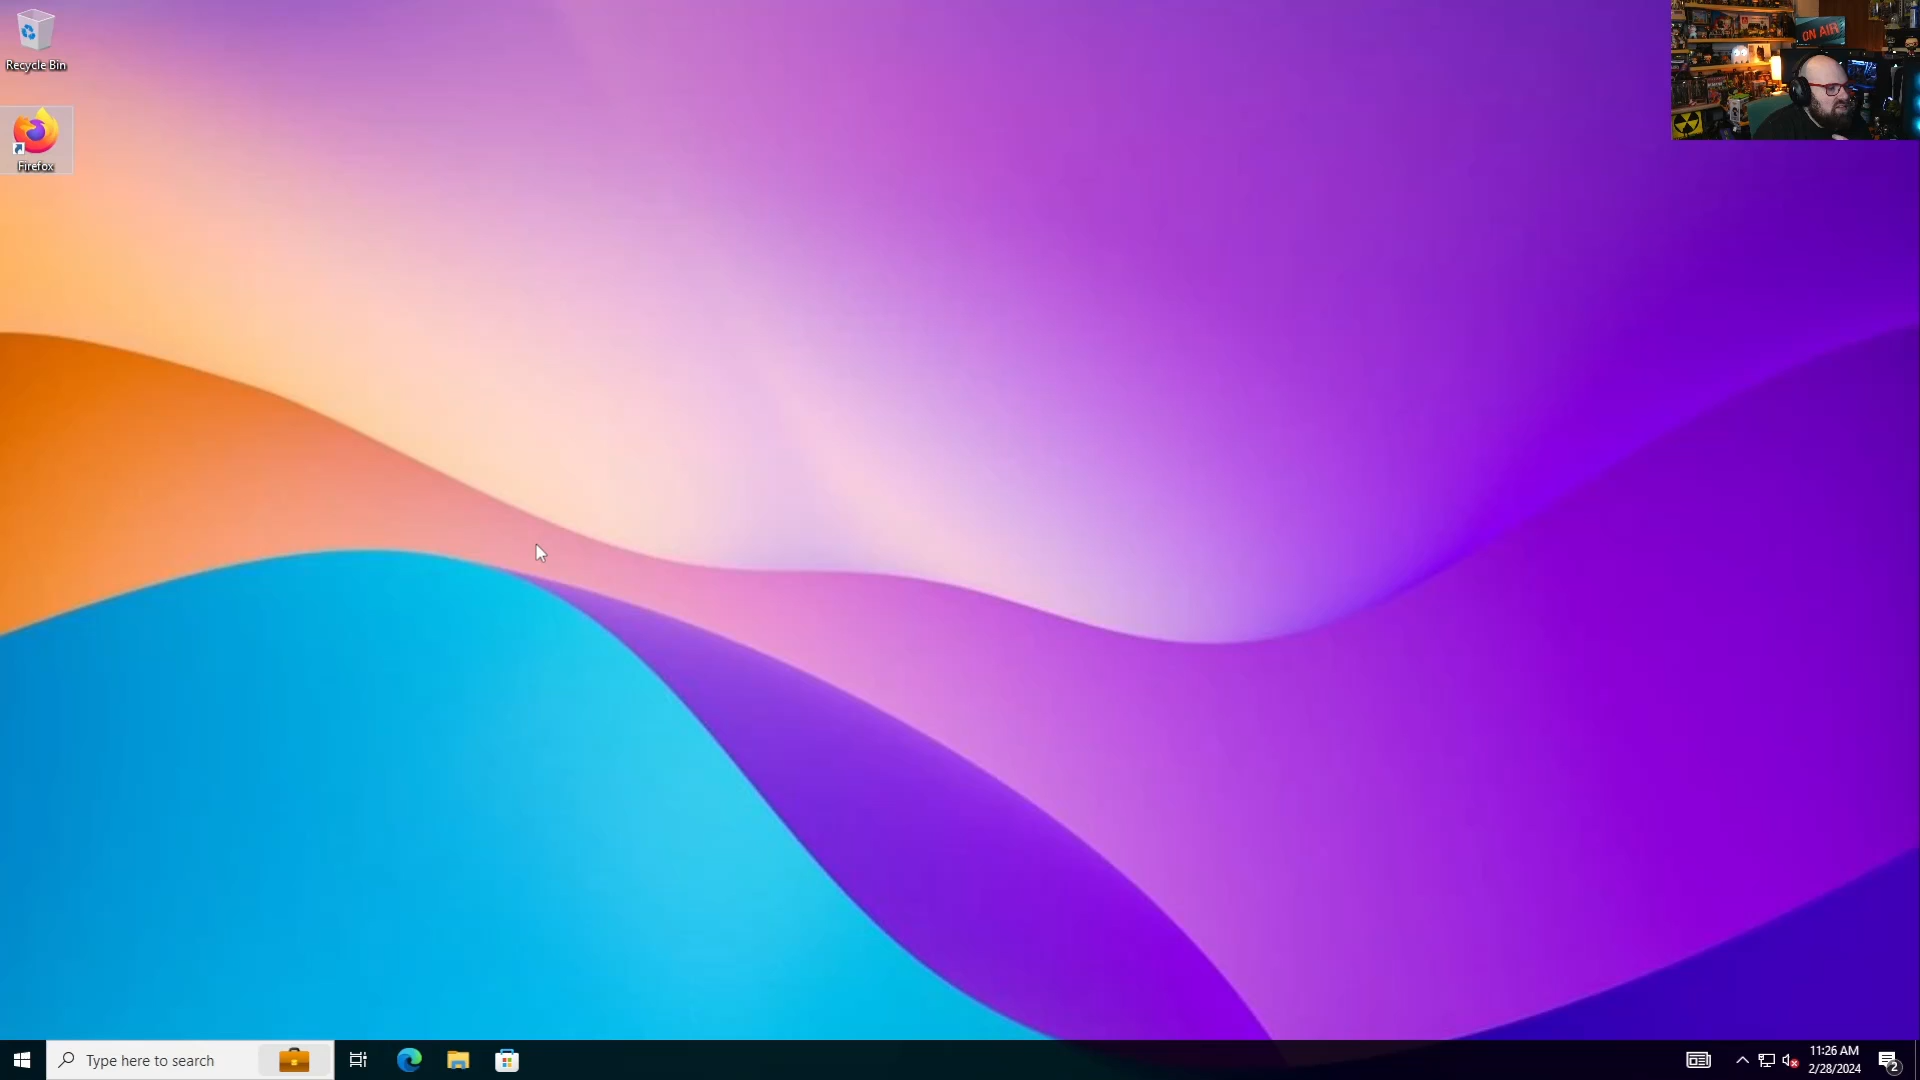 Recycle Bin
ON AIR
Firefox
Type here to search
11:26 AM
2/28/2024
2